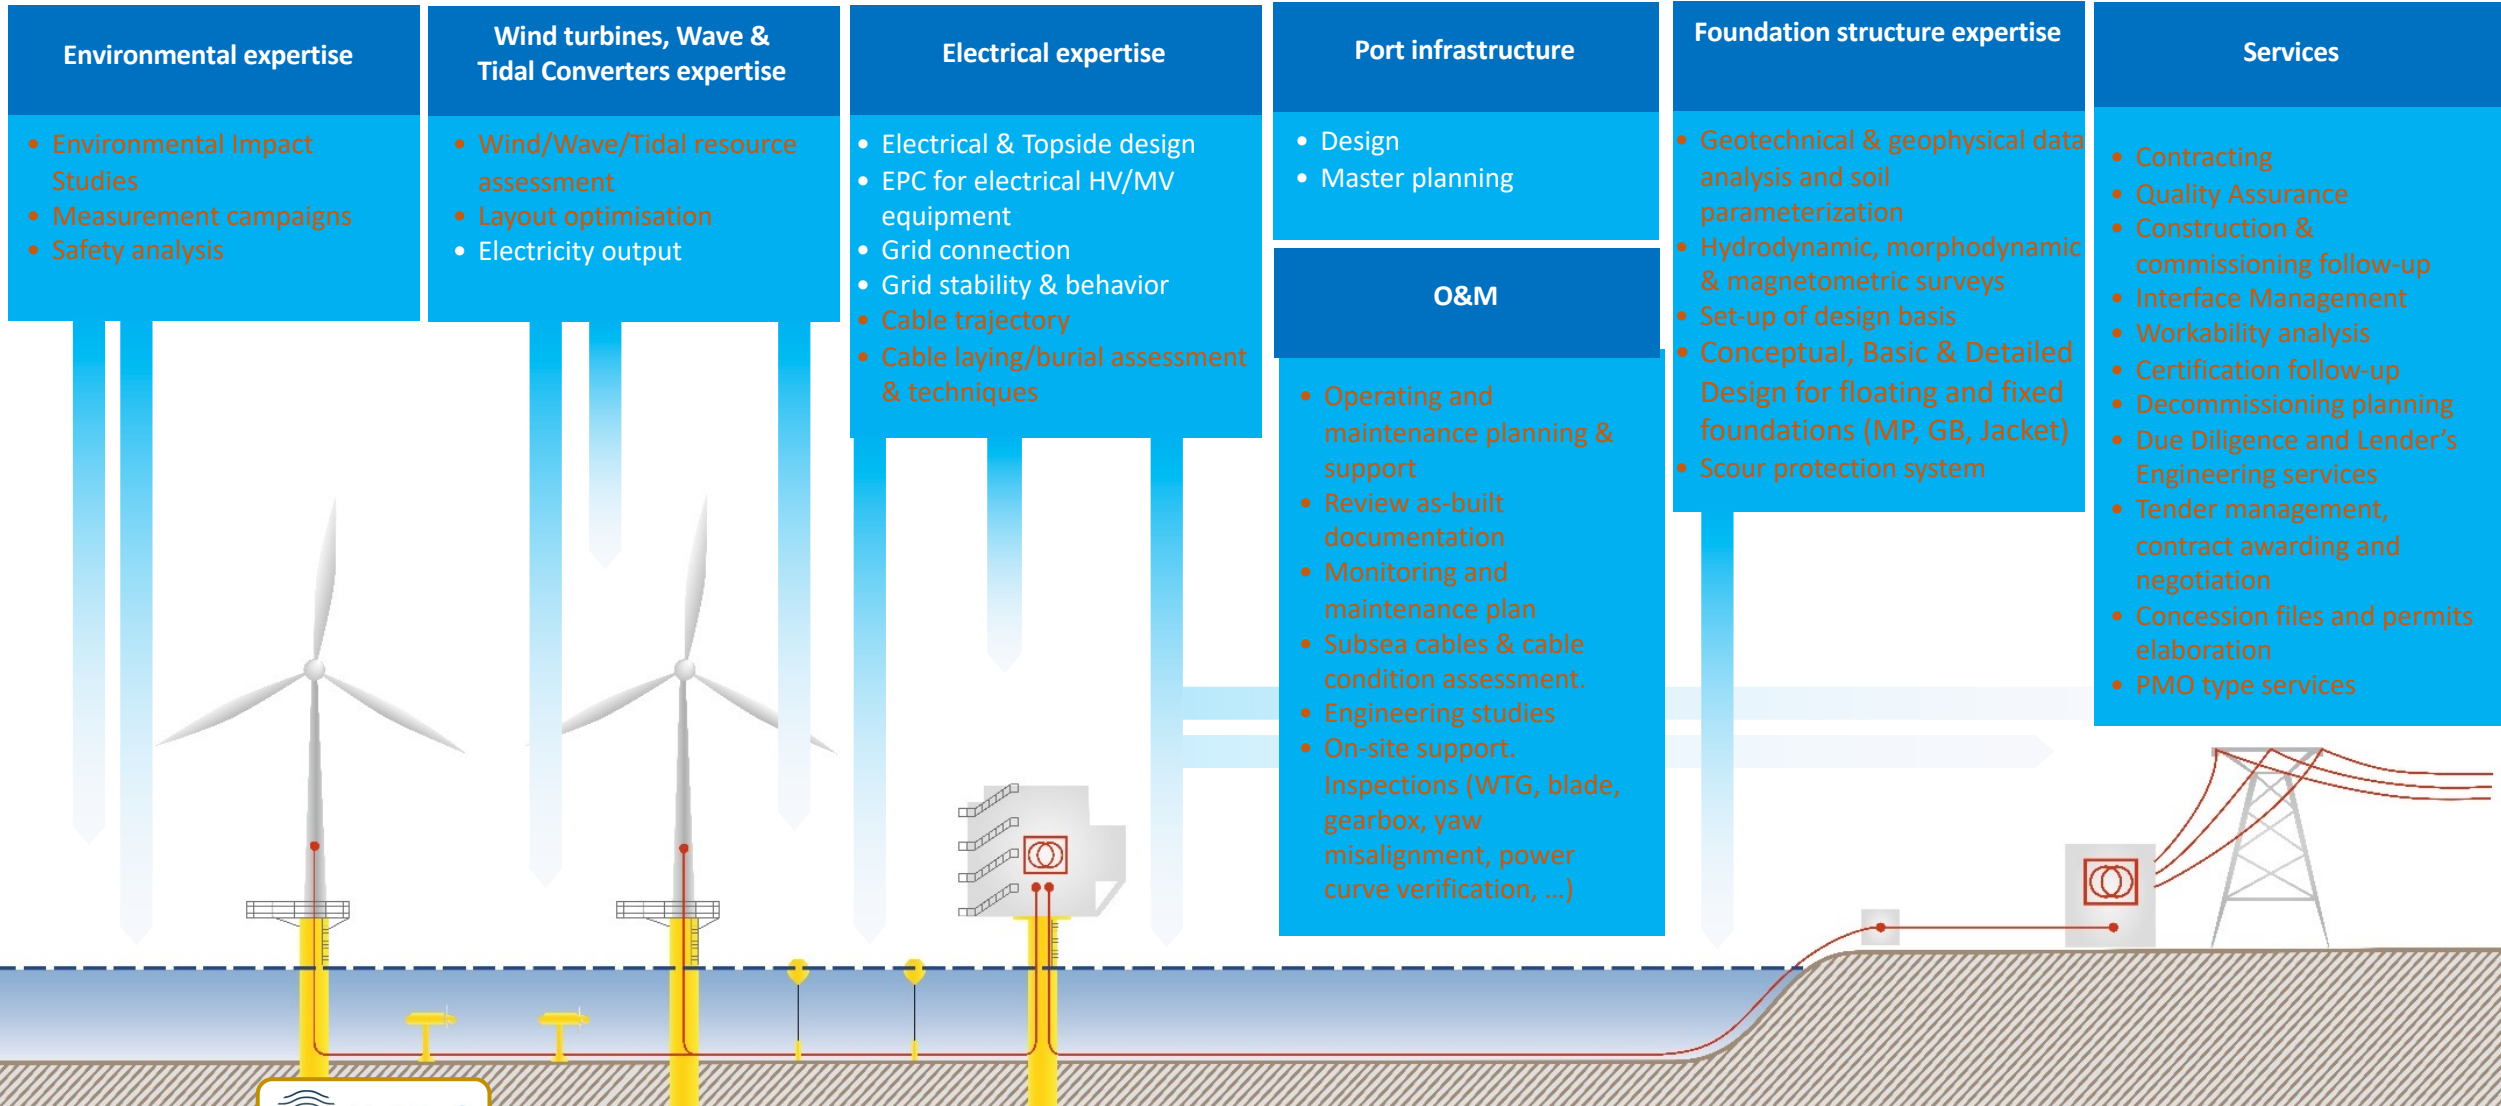 Environmental expertise
• Environmental Impact
Studies
• Measurement campaigns
• Safety analysis
Wind turbines, Wave &
Tidal Converters expertise
• Wind/Wave/Tidal resource
assessment
• Layout optimisation
• Electricity output
Electrical expertise
• Electrical & Topside design
• EPC for electrical HV/MV
equipment
• Grid connection
• Grid stability & behavior
• Cable trajectory
• Cable laying/burial assessment
& techniques
Port infrastructure
• Design
• Master planning
O&M
• Operating and
maintenance planning &
support
• Review as-built
documentation
• Monitoring and
maintenance plan
• Subsea cables & cable
condition assessment.
• Engineering studies
• On-site support.
Inspections (WTG, blade,
gearbox, yaw
misalignment, power
curve verification, ...)
Foundation structure expertise
• Geotechnical & geophysical data
analysis and soil
parameterization
• Hydrodynamic, morphodynamic
& magnetometric surveys
• Set-up of design basis
• Conceptual, Basic & Detailed
Design for floating and fixed
foundations (MP, GB, Jacket)
• Scour protection system
Services
• Contracting
• Quality Assurance
• Construction &
commissioning follow-up
• Interface Management
• Workability analysis
• Certification follow-up
• Decommissioning planning
• Due Diligence and Lender's
Engineering services
• Tender management,
contract awarding and
negotiation
• Concession files and permits
elaboration
• PMO type services